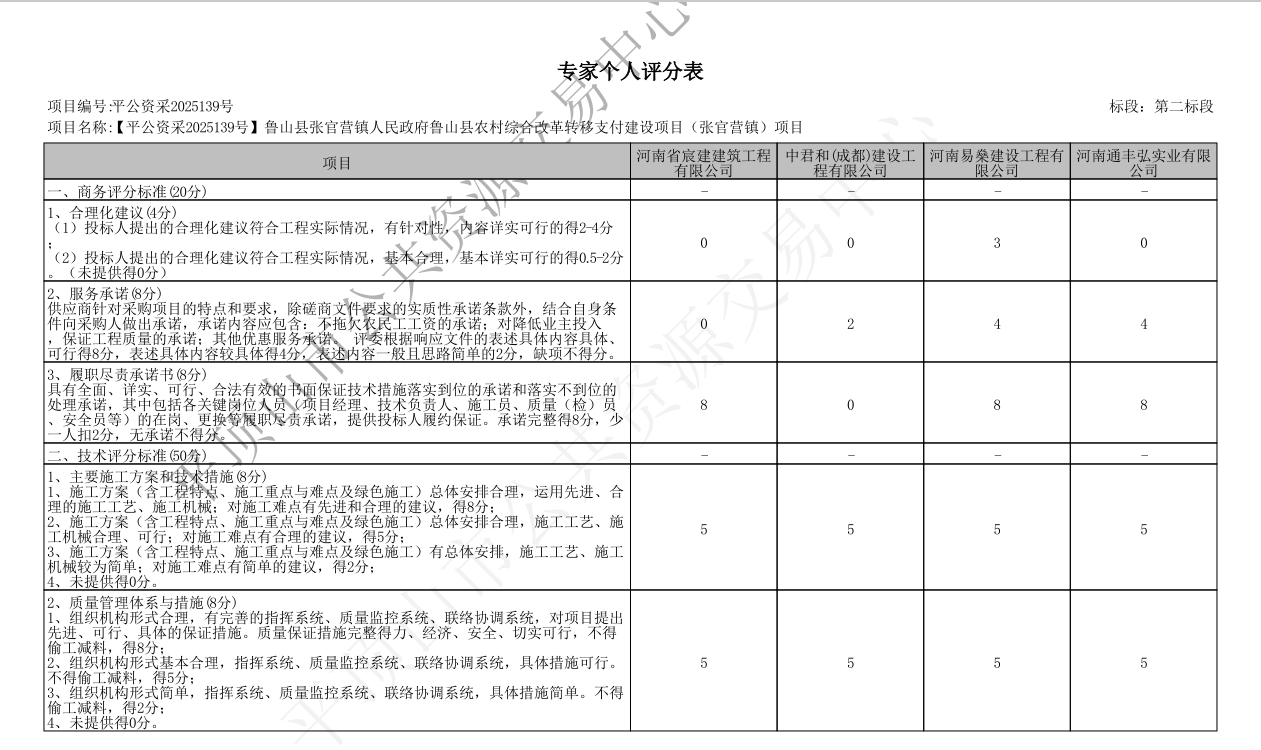 专家个人评分表
项目编号:平公资采2025139号
标段：第二标段
项目名称:【平公资采2025139号】鲁山县张官营镇人民政府鲁山县农村综合改革转移支付建设项目（张官营镇）项目
项目
河南省宸建建筑工程
有限公司
中君和(成都)建设工
程有限公司
河南易燊建设工程有
限公司
河南通丰弘实业有限
公司
一、商务评分标准(20分)
–
–
–
–
1、合理化建议(4分)
（1）投标人提出的合理化建议符合工程实际情况，有针对性，内容详实可行的得2-4分
；
（2）投标人提出的合理化建议符合工程实际情况，基本合理，基本详实可行的得0.5-2分
。（未提供得0分）
0
0
3
0
2、服务承诺(8分)
供应商针对采购项目的特点和要求，除磋商文件要求的实质性承诺条款外，结合自身条
件向采购人做出承诺，承诺内容应包含：不拖欠农民工工资的承诺；对降低业主投入
，保证工程质量的承诺；其他优惠服务承诺、 评委根据响应文件的表述具体内容具体、
可行得8分，表述具体内容较具体得4分，表述内容一般且思路简单的2分，缺项不得分。
0
2
4
4
3、履职尽责承诺书(8分)
具有全面、详实、可行、合法有效的书面保证技术措施落实到位的承诺和落实不到位的
处理承诺，其中包括各关键岗位人员（项目经理、技术负责人、施工员、质量（检）员
、安全员等）的在岗、更换等履职尽责承诺，提供投标人履约保证。承诺完整得8分，少
一人扣2分，无承诺不得分。
8
0
8
8
二、技术评分标准(50分)
–
–
–
–
1、主要施工方案和技术措施(8分)
1、施工方案（含工程特点、施工重点与难点及绿色施工）总体安排合理，运用先进、合
理的施工工艺、施工机械；对施工难点有先进和合理的建议，得8分；
2、施工方案（含工程特点、施工重点与难点及绿色施工）总体安排合理，施工工艺、施
工机械合理、可行；对施工难点有合理的建议，得5分；
3、施工方案（含工程特点、施工重点与难点及绿色施工）有总体安排，施工工艺、施工
机械较为简单；对施工难点有简单的建议，得2分；
4、未提供得0分。
5
5
5
5
2、质量管理体系与措施(8分)
1、组织机构形式合理，有完善的指挥系统、质量监控系统、联络协调系统，对项目提出
先进、可行、具体的保证措施。质量保证措施完整得力、经济、安全、切实可行，不得
偷工减料，得8分；
2、组织机构形式基本合理，指挥系统、质量监控系统、联络协调系统，具体措施可行。
不得偷工减料，得5分；
3、组织机构形式简单，指挥系统、质量监控系统、联络协调系统，具体措施简单。不得
偷工减料，得2分；
4、未提供得0分。
5
5
5
5
平顶山市公共资源交易中心
平顶山市公共资源交易中心